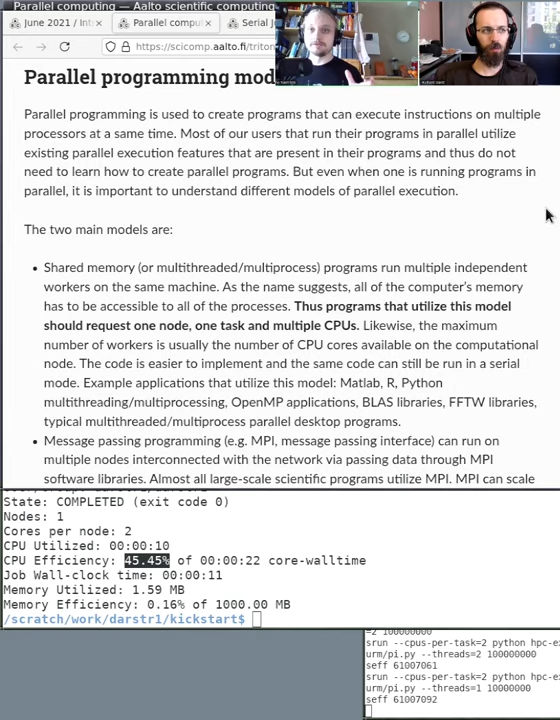 Parallel computing — Aalto scientific computing
June 2021 / Int
Parallel compu
Serial J
https://scicomp.aalto.fi/triton
Parallel programming mod
Parallel programming is used to create programs that can execute instructions on multiple
processors at a same time. Most of our users that run their programs in parallel utilize
existing parallel execution features that are present in their programs and thus do not
need to learn how to create parallel programs. But even when one is running programs in
parallel, it is important to understand different models of parallel execution.
The two main models are:
• Shared memory (or multithreaded/multiprocess) programs run multiple independent
workers on the same machine. As the name suggests, all of the computer's memory
has to be accessible to all of the processes. Thus programs that utilize this model
should request one node, one task and multiple CPUs. Likewise, the maximum
number of workers is usually the number of CPU cores available on the computational
node. The code is easier to implement and the same code can still be run in a serial
mode. Example applications that utilize this model: Matlab, R, Python
multithreading/multiprocessing, OpenMP applications, BLAS libraries, FFTW libraries,
typical multithreaded/multiprocess parallel desktop programs.
• Message passing programming (e.g. MPI, message passing interface) can run on
multiple nodes interconnected with the network via passing data through MPI
software libraries. Almost all large-scale scientific programs utilize MPI. MPI can scale
State: COMPLETED (exit code 0)
Nodes: 1
Cores per node: 2
CPU Utilized: 00:00:10
CPU Efficiency: 45.45% of 00:00:22 core-walltime
Job Wall-clock time: 00:00:11
Memory Utilized: 1.59 MB
Memory Efficiency: 0.16% of 1000.00 MB
/scratch/work/darstr1/kickstart$
=2 100000000
srun --cpus-per-task=2 python hpc-ex
urm/pi.py --threads=2 100000000
seff 61007061
srun --cpus-per-task=2 python hpc-ex
urm/pi.py --threads=1 10000000
seff 61007092